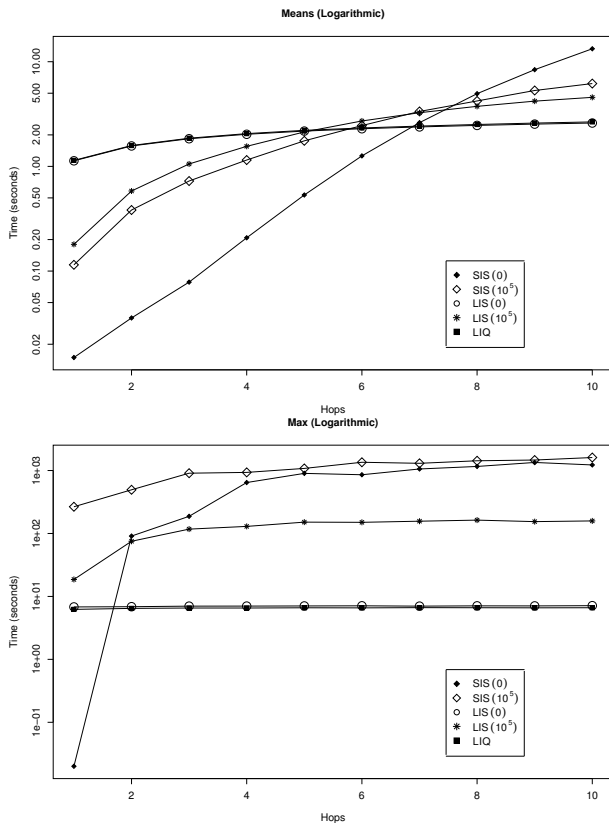 Means (Logarithmic)
Time (seconds)
10.00
5.00
2.00
1.00
0.50
0.20
0.10
0.05
0.02
SIS(0)
SIS(10⁵)
LIS(0)
LIS(10⁵)
LIQ
2 4 6 8 10
Hops
Max (Logarithmic)
Time (seconds)
1e+03
1e+02
1e+01
1e+00
1e−01
SIS(0)
SIS(10⁵)
LIS(0)
LIS(10⁵)
LIQ
2 4 6 8 10
Hops